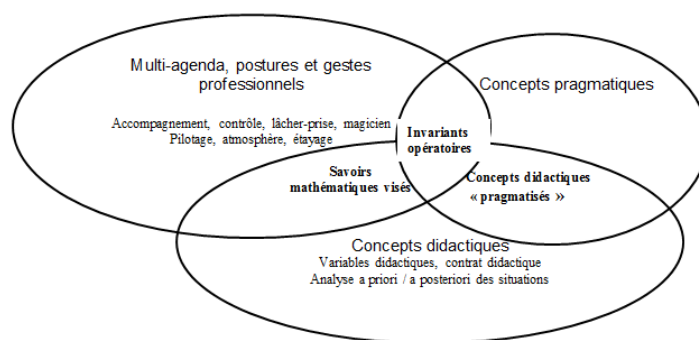 Multi-agenda, postures et gestes
professionnels
Concepts pragmatiques
Accompagnement, contrôle, lâcher-prise, magicien
Pilotage, atmosphère, étayage
Invariants
opératoires
Savoirs
mathématiques visés
Concepts didactiques
« pragmatisés »
Concepts didactiques
Variables didactiques, contrat didactique
Analyse a priori / a posteriori des situations